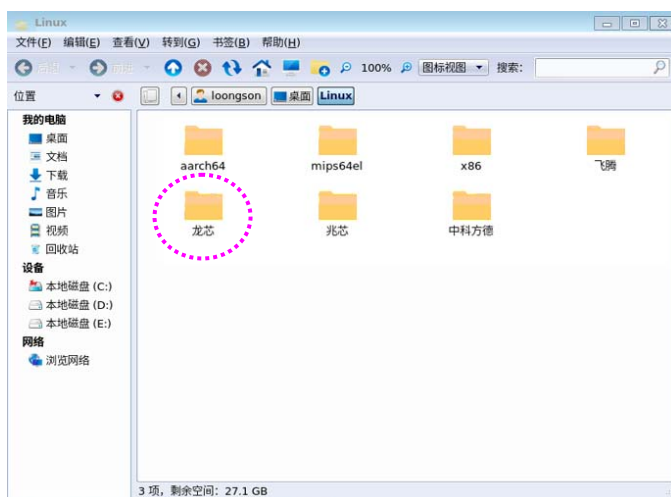 Linux
文件(F) 编辑(E) 查看(V) 转到(G) 书签(B) 帮助(H)
100% 图标视图 搜索:
位置 loongson 桌面 Linux
我的电脑
桌面
文档
下载
音乐
图片
视频
回收站
设备
本地磁盘 (C:)
本地磁盘 (D:)
本地磁盘 (E:)
网络
浏览网络
aarch64 mips64el x86 飞腾
龙芯 兆芯 中科方德
3 项, 剩余空间: 27.1 GB